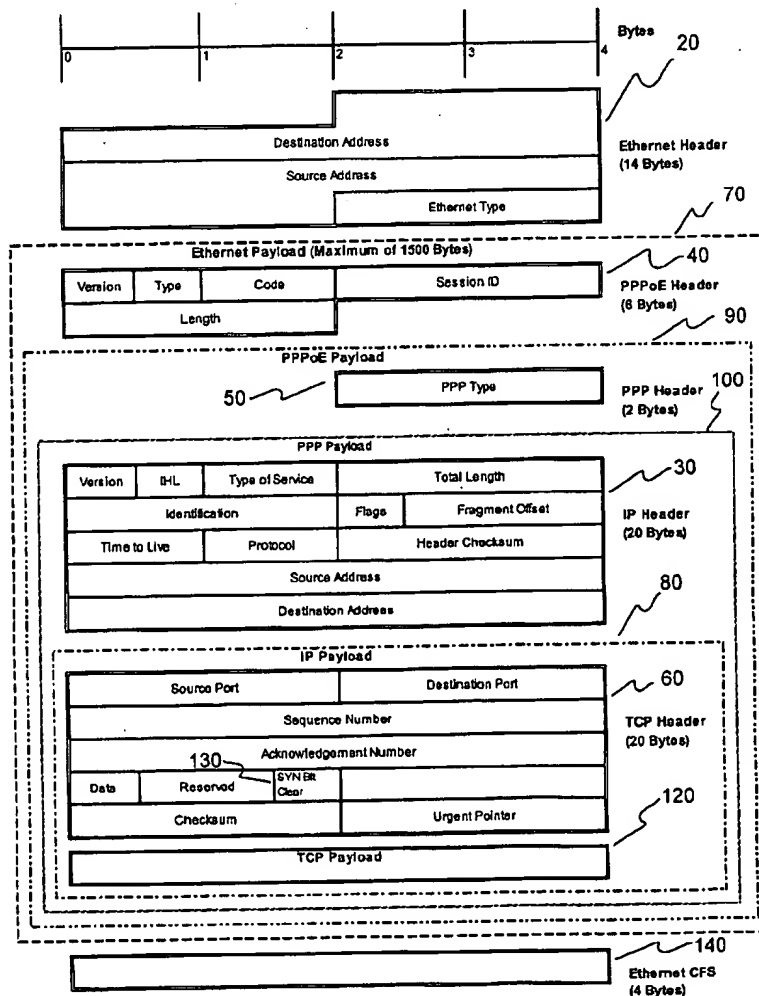 Bytes
0 1 2 3 4
20
Destination Address
Ethernet Header
(14 Bytes)
Source Address
Ethernet Type
70
Ethernet Payload (Maximum of 1500 Bytes)
40
Version Type Code Session ID
PPPoE Header
(6 Bytes)
Length
90
PPPoE Payload
50
PPP Type
PPP Header
(2 Bytes)
100
PPP Payload
30
Version IHL Type of Service Total Length
Identification Flags Fragment Offset
IP Header
(20 Bytes)
Time to Live Protocol Header Checksum
Source Address
Destination Address
80
IP Payload
60
Source Port Destination Port
Sequence Number
TCP Header
(20 Bytes)
Acknowledgement Number
130
Data Reserved SYN Bit
Clear
120
Checksum Urgent Pointer
TCP Payload
140
Ethernet CFS
(4 Bytes)